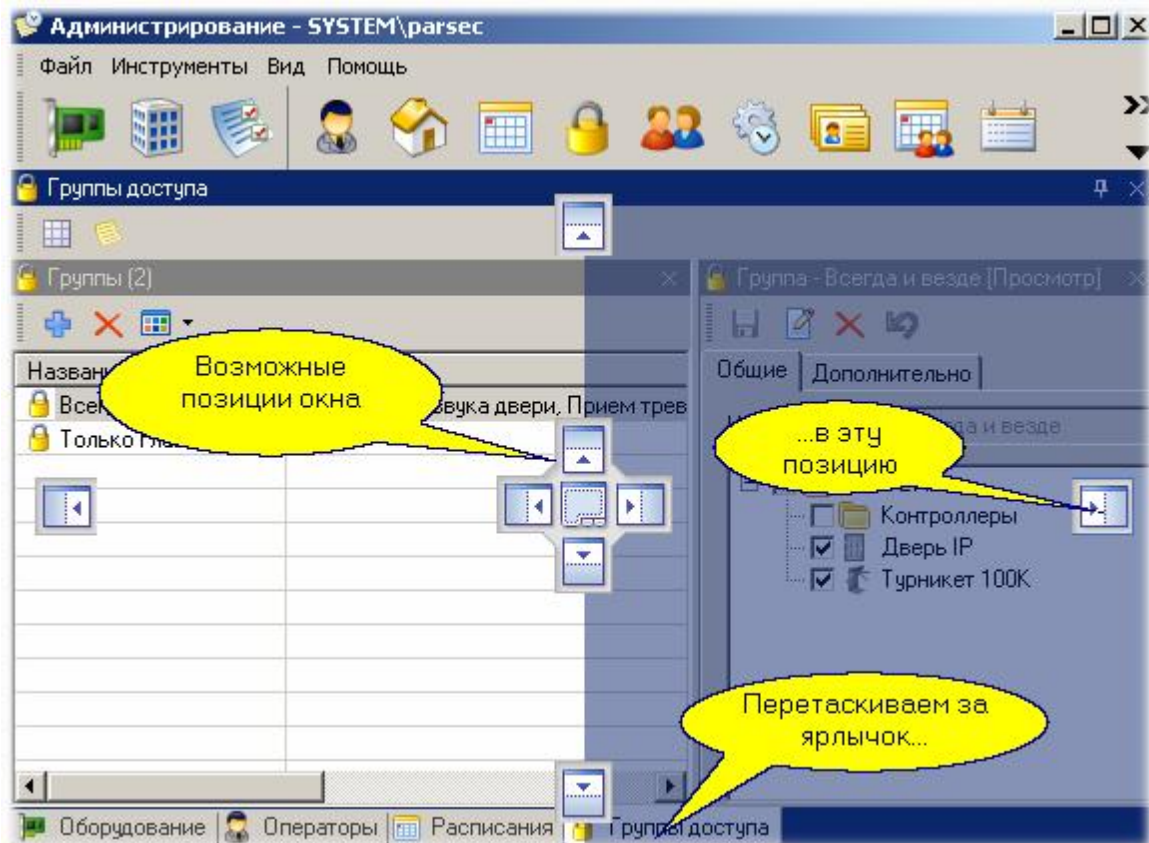 Администрирование - SYSTEM\parsec
Файл Инструменты Вид Помощь
Группы доступа
Группы (2)
Группа - Всегда и везде [Просмотр]
Возможные
позиции окна
звука двери, Прием трев
Только
Общие Дополнительно
и везде
...в эту
позицию
Контроллеры
Дверь IP
Турникет 100К
Перетаскиваем за
ярлычок...
Оборудование Операторы Расписания Группы доступа